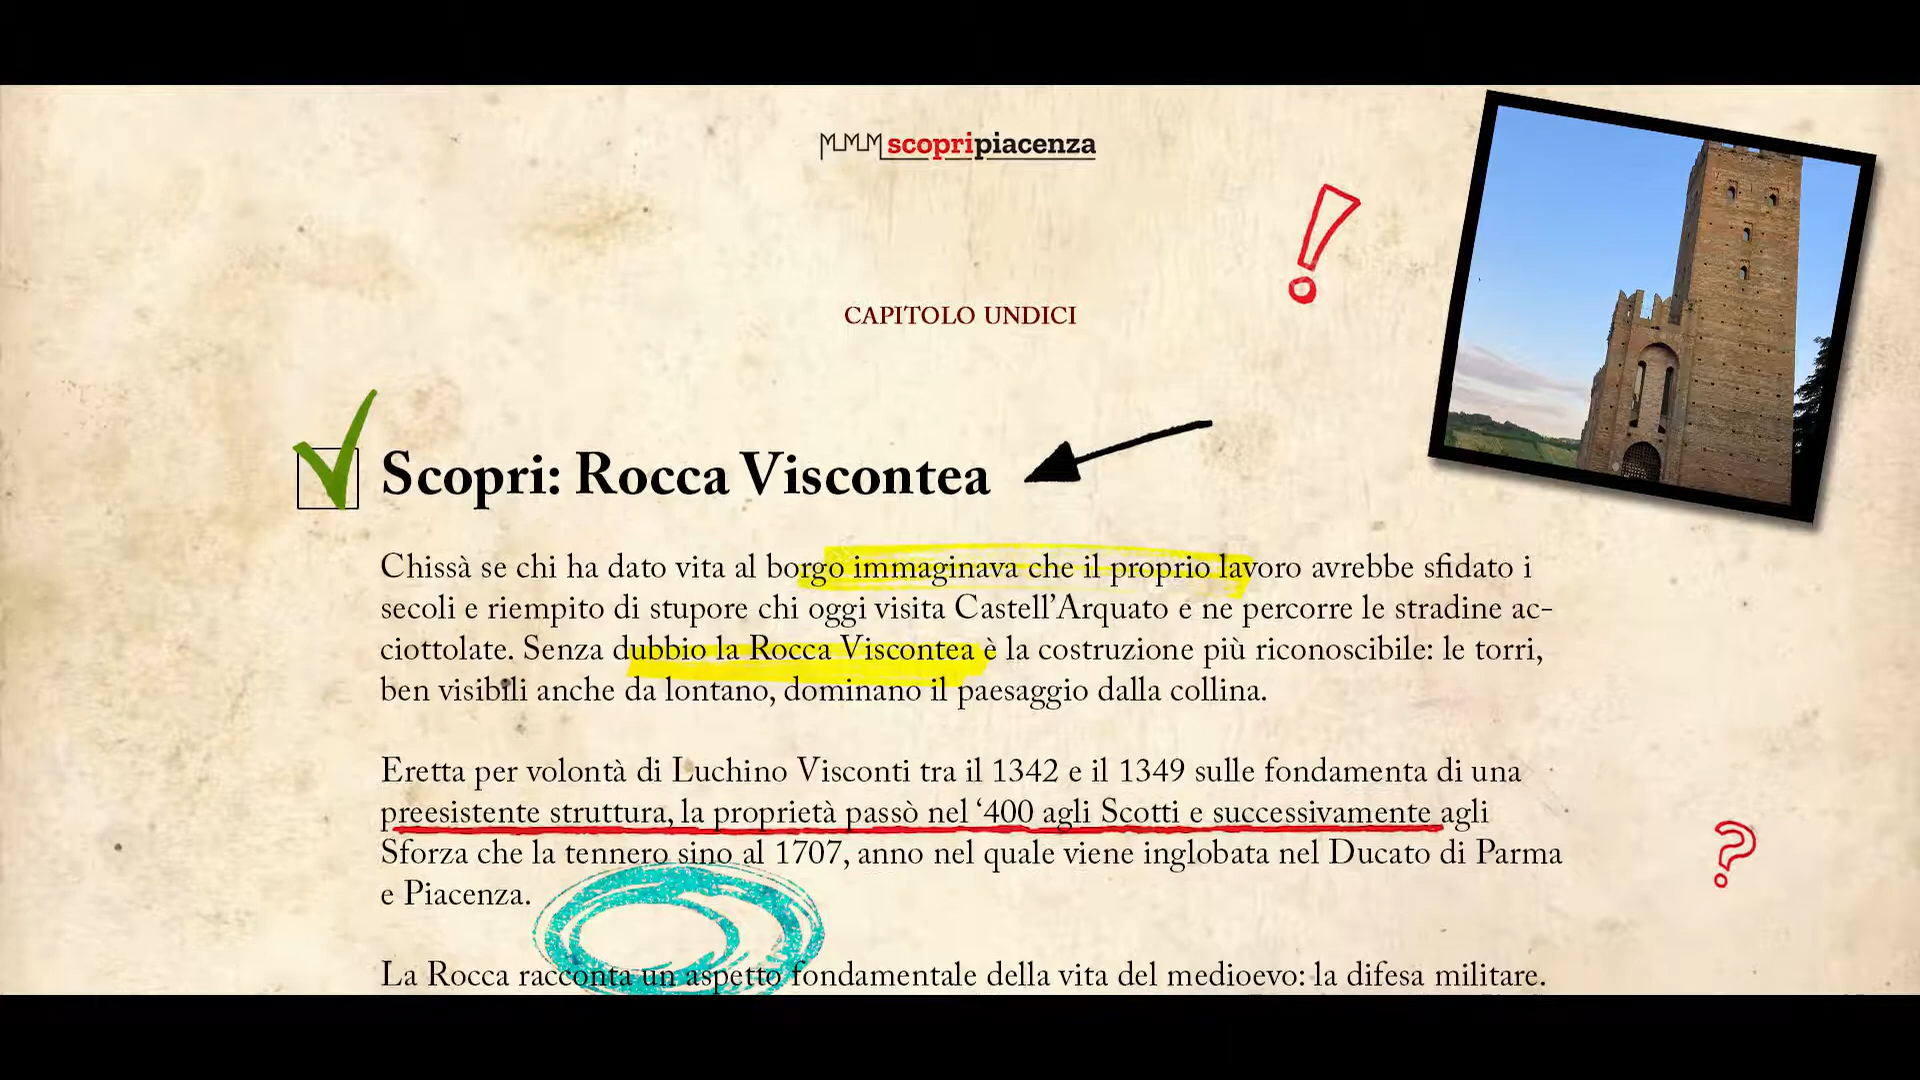 scopripiacenza
CAPITOLO UNDICI
Scopri: Rocca Viscontea
Chissà se chi ha dato vita al borgo immaginava che il proprio lavoro avrebbe sfidato i
secoli e riempito di stupore chi oggi visita Castell’Arquato e ne percorre le stradine ac-
ciottolate. Senza dubbio la Rocca Viscontea è la costruzione più riconoscibile: le torri,
ben visibili anche da lontano, dominano il paesaggio dalla collina.
Eretta per volontà di Luchino Visconti tra il 1342 e il 1349 sulle fondamenta di una
preesistente struttura, la proprietà passò nel ‘400 agli Scotti e successivamente agli
Sforza che la tennero sino al 1707, anno nel quale viene inglobata nel Ducato di Parma
e Piacenza.
La Rocca racconta un aspetto fondamentale della vita del medioevo: la difesa militare.